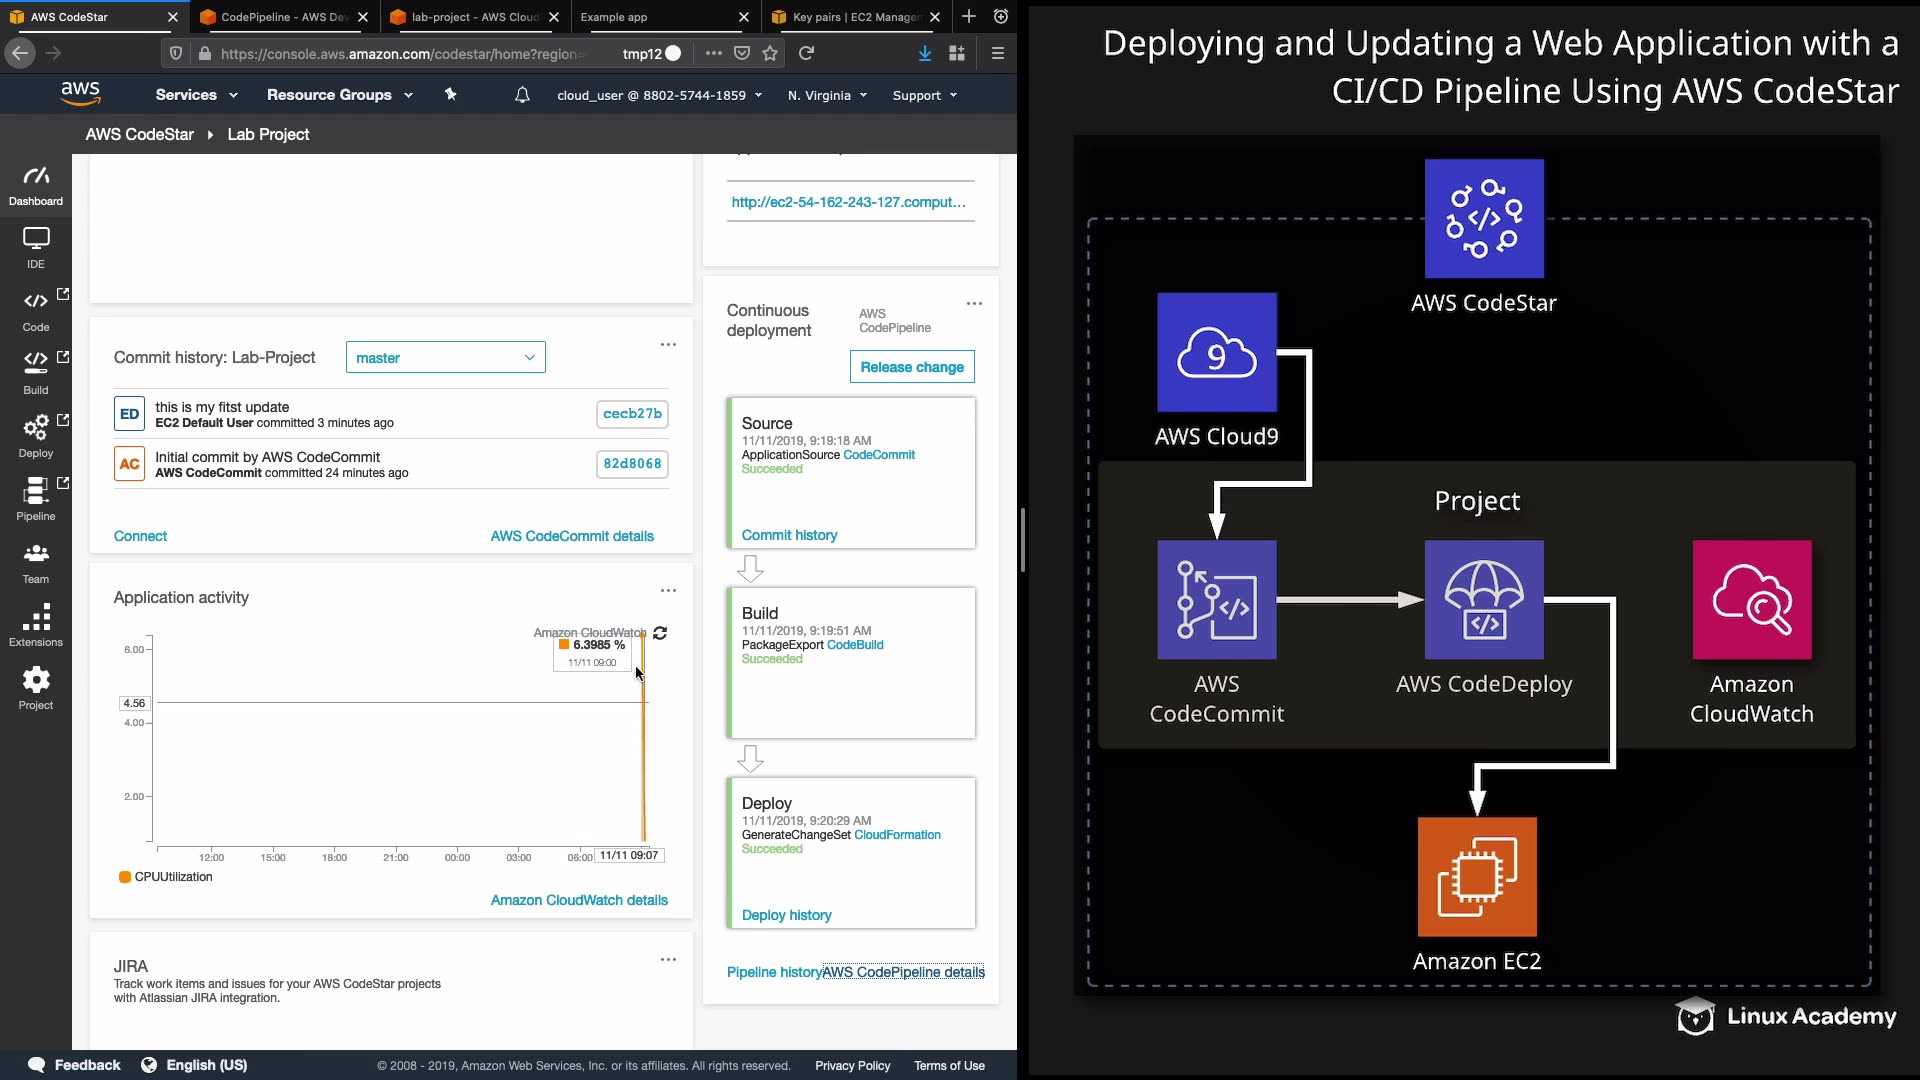 AWS CodeStar
CodePipeline - AWS Dev
lab-project - AWS Cloud
Example app
Key pairs | EC2 Managem
https://console.aws.amazon.com/codestar/home?region=
tmp12
aws
Services
Resource Groups
cloud_user @ 8802-5744-1859
N. Virginia
Support
AWS CodeStar
Lab Project
Dashboard
IDE
Code
Build
Deploy
Pipeline
Team
Extensions
Project
http://ec2-54-162-243-127.comput...
Commit history: Lab-Project
master
ED
this is my fitst update
EC2 Default User committed 3 minutes ago
cecb27b
AC
Initial commit by AWS CodeCommit
AWS CodeCommit committed 24 minutes ago
82d8068
Connect
AWS CodeCommit details
Application activity
Amazon CloudWatch
6.3985 %
11/11 09:00
6.00
4.56
4.00
2.00
12:00
15:00
18:00
21:00
00:00
03:00
06:00
11/11 09:07
CPUUtilization
Amazon CloudWatch details
JIRA
Track work items and issues for your AWS CodeStar projects
with Atlassian JIRA integration.
Continuous
deployment
AWS
CodePipeline
Release change
Source
11/11/2019, 9:19:18 AM
ApplicationSource CodeCommit
Succeeded
Commit history
Build
11/11/2019, 9:19:51 AM
PackageExport CodeBuild
Succeeded
Deploy
11/11/2019, 9:20:29 AM
GenerateChangeSet CloudFormation
Succeeded
Deploy history
Pipeline history
AWS CodePipeline details
Feedback
English (US)
© 2008 - 2019, Amazon Web Services, Inc. or its affiliates. All rights reserved.
Privacy Policy
Terms of Use
Deploying and Updating a Web Application with a
CI/CD Pipeline Using AWS CodeStar
AWS CodeStar
9
AWS Cloud9
Project
AWS
CodeCommit
AWS CodeDeploy
Amazon
CloudWatch
Amazon EC2
Linux Academy